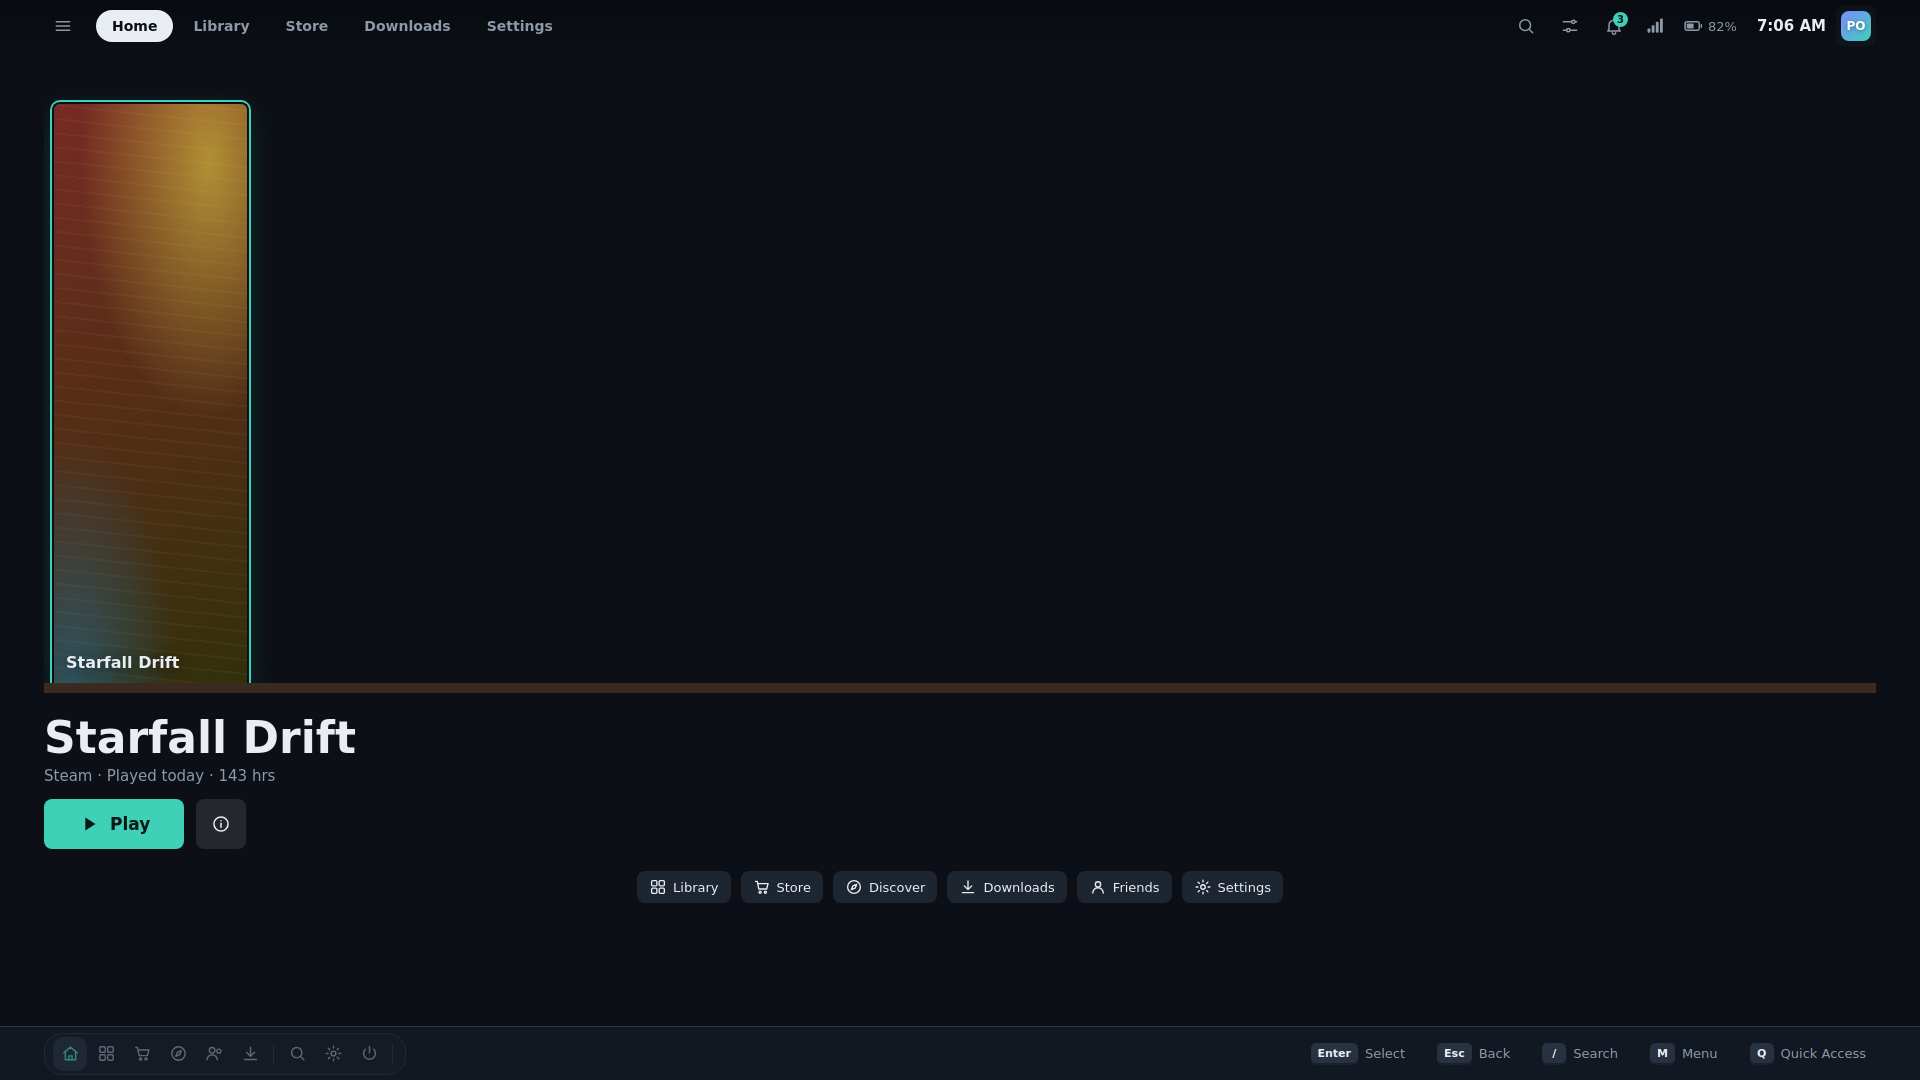 Home Library Store Downloads Settings 3 82% 7:06 AM PO
Starfall Drift
Starfall Drift
Steam · Played today · 143 hrs
Play
Library Store Discover Downloads Friends Settings
Enter Select Esc Back / Search M Menu Q Quick Access